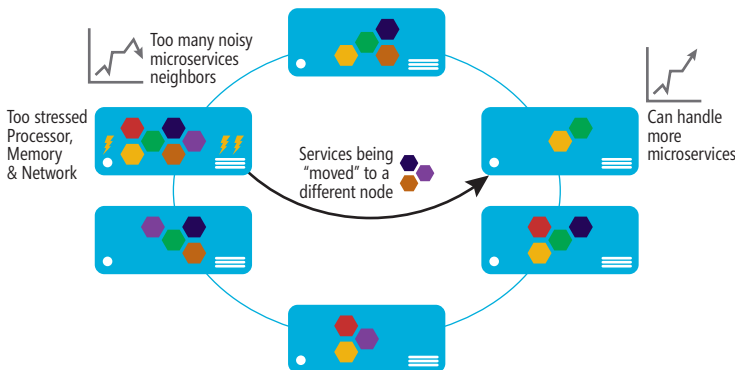 Too many noisy
microservices
neighbors
Too stressed
Processor,
Memory
& Network
Services being
"moved" to a
different node
Can handle
more
microservices